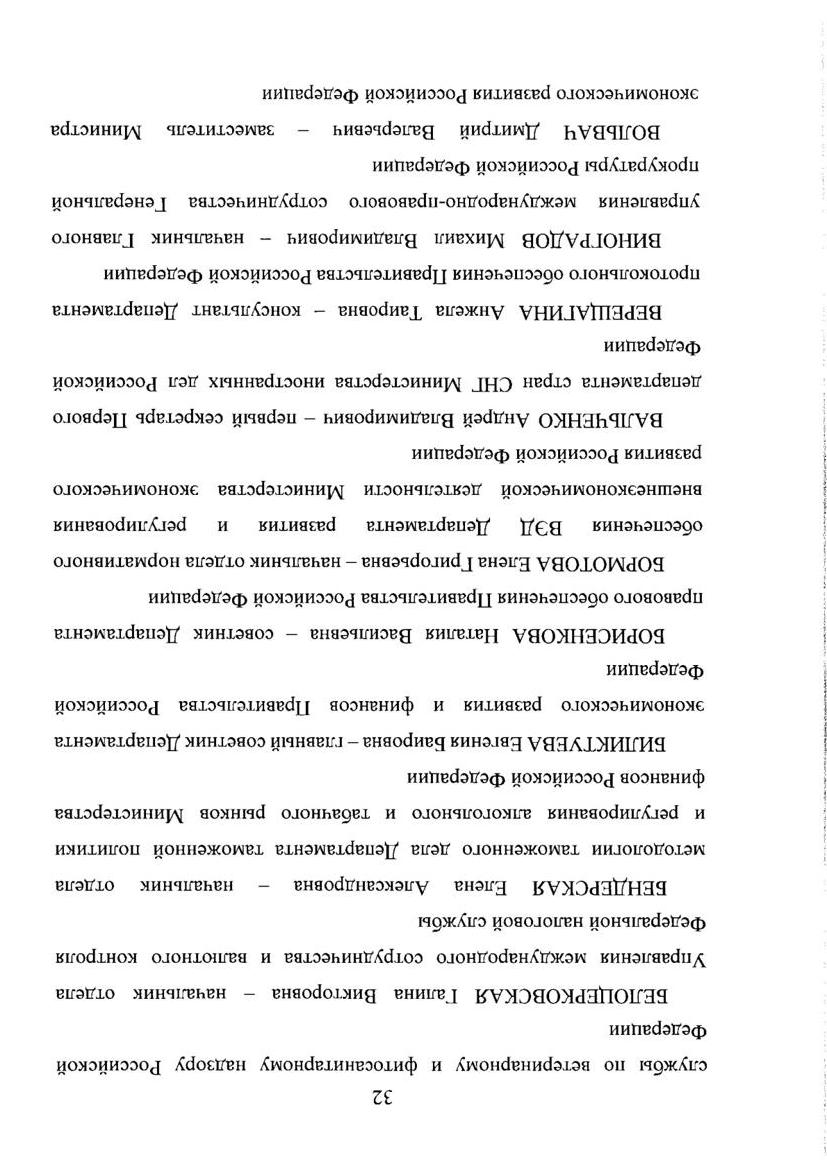 32
службы по ветеринарному и фитосанитарному надзору Российской
Федерации
БЕЛОЦЕРКОВСКАЯ Галина Викторовна – начальник отдела
Управления международного сотрудничества и валютного контроля
Федеральной налоговой службы
БЕНДЕРСКАЯ Елена Александровна – начальник отдела
методологии таможенного дела Департамента таможенной политики
и регулирования алкогольного и табачного рынков Министерства
финансов Российской Федерации
БИЛИКТУЕВА Евгения Баировна – главный советник Департамента
экономического развития и финансов Правительства Российской
Федерации
БОРИСЕНКОВА Наталия Васильевна – советник Департамента
правового обеспечения Правительства Российской Федерации
БОРМОТОВА Елена Григорьевна – начальник отдела нормативного
обеспечения ВЭД Департамента развития и регулирования
внешнеэкономической деятельности Министерства экономического
развития Российской Федерации
ВАЛЬЧЕНКО Андрей Владимирович – первый секретарь Первого
департамента стран СНГ Министерства иностранных дел Российской
Федерации
ВЕРЕЩАГИНА Анжела Таировна – консультант Департамента
протокольного обеспечения Правительства Российской Федерации
ВИНОГРАДОВ Михаил Владимирович – начальник Главного
управления международно-правового сотрудничества Генеральной
прокуратуры Российской Федерации
ВОЛЬВАЧ Дмитрий Валерьевич – заместитель Министра
экономического развития Российской Федерации